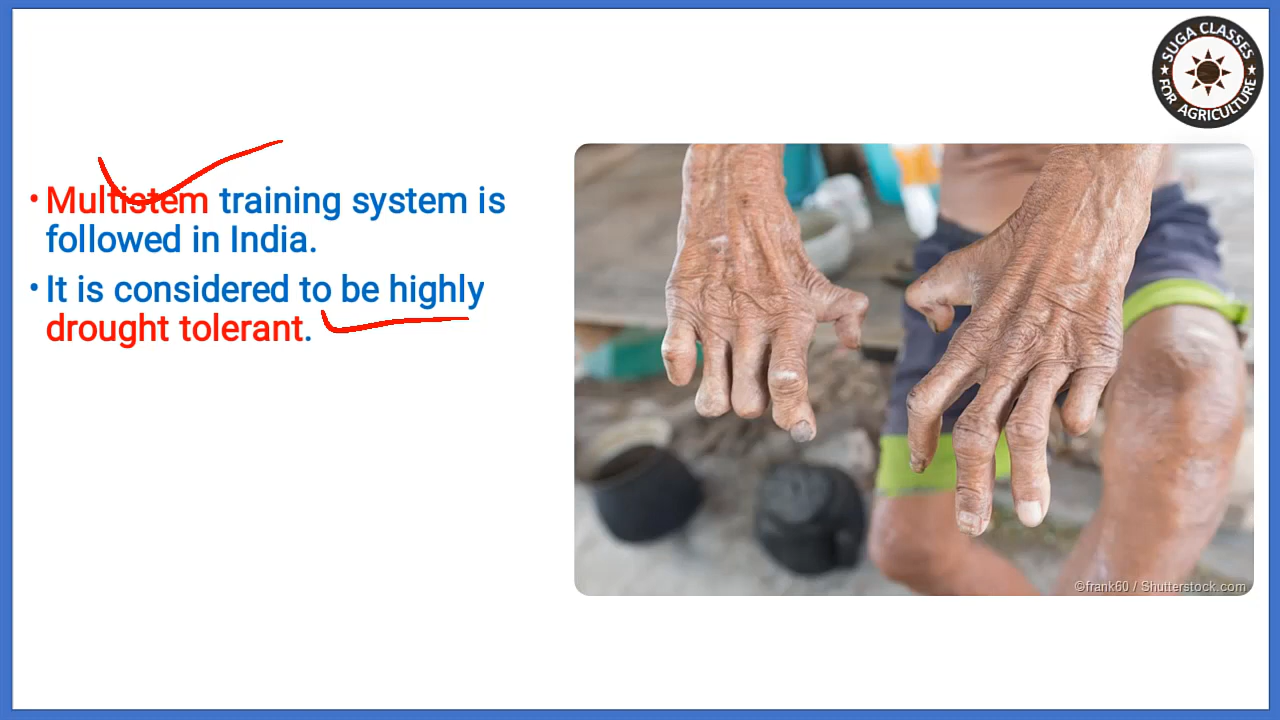 SUGA CLASSES
FOR AGRICULTURE
• Multistem training system is
followed in India.
• It is considered to be highly
drought tolerant.
©frank60 / Shutterstock.com